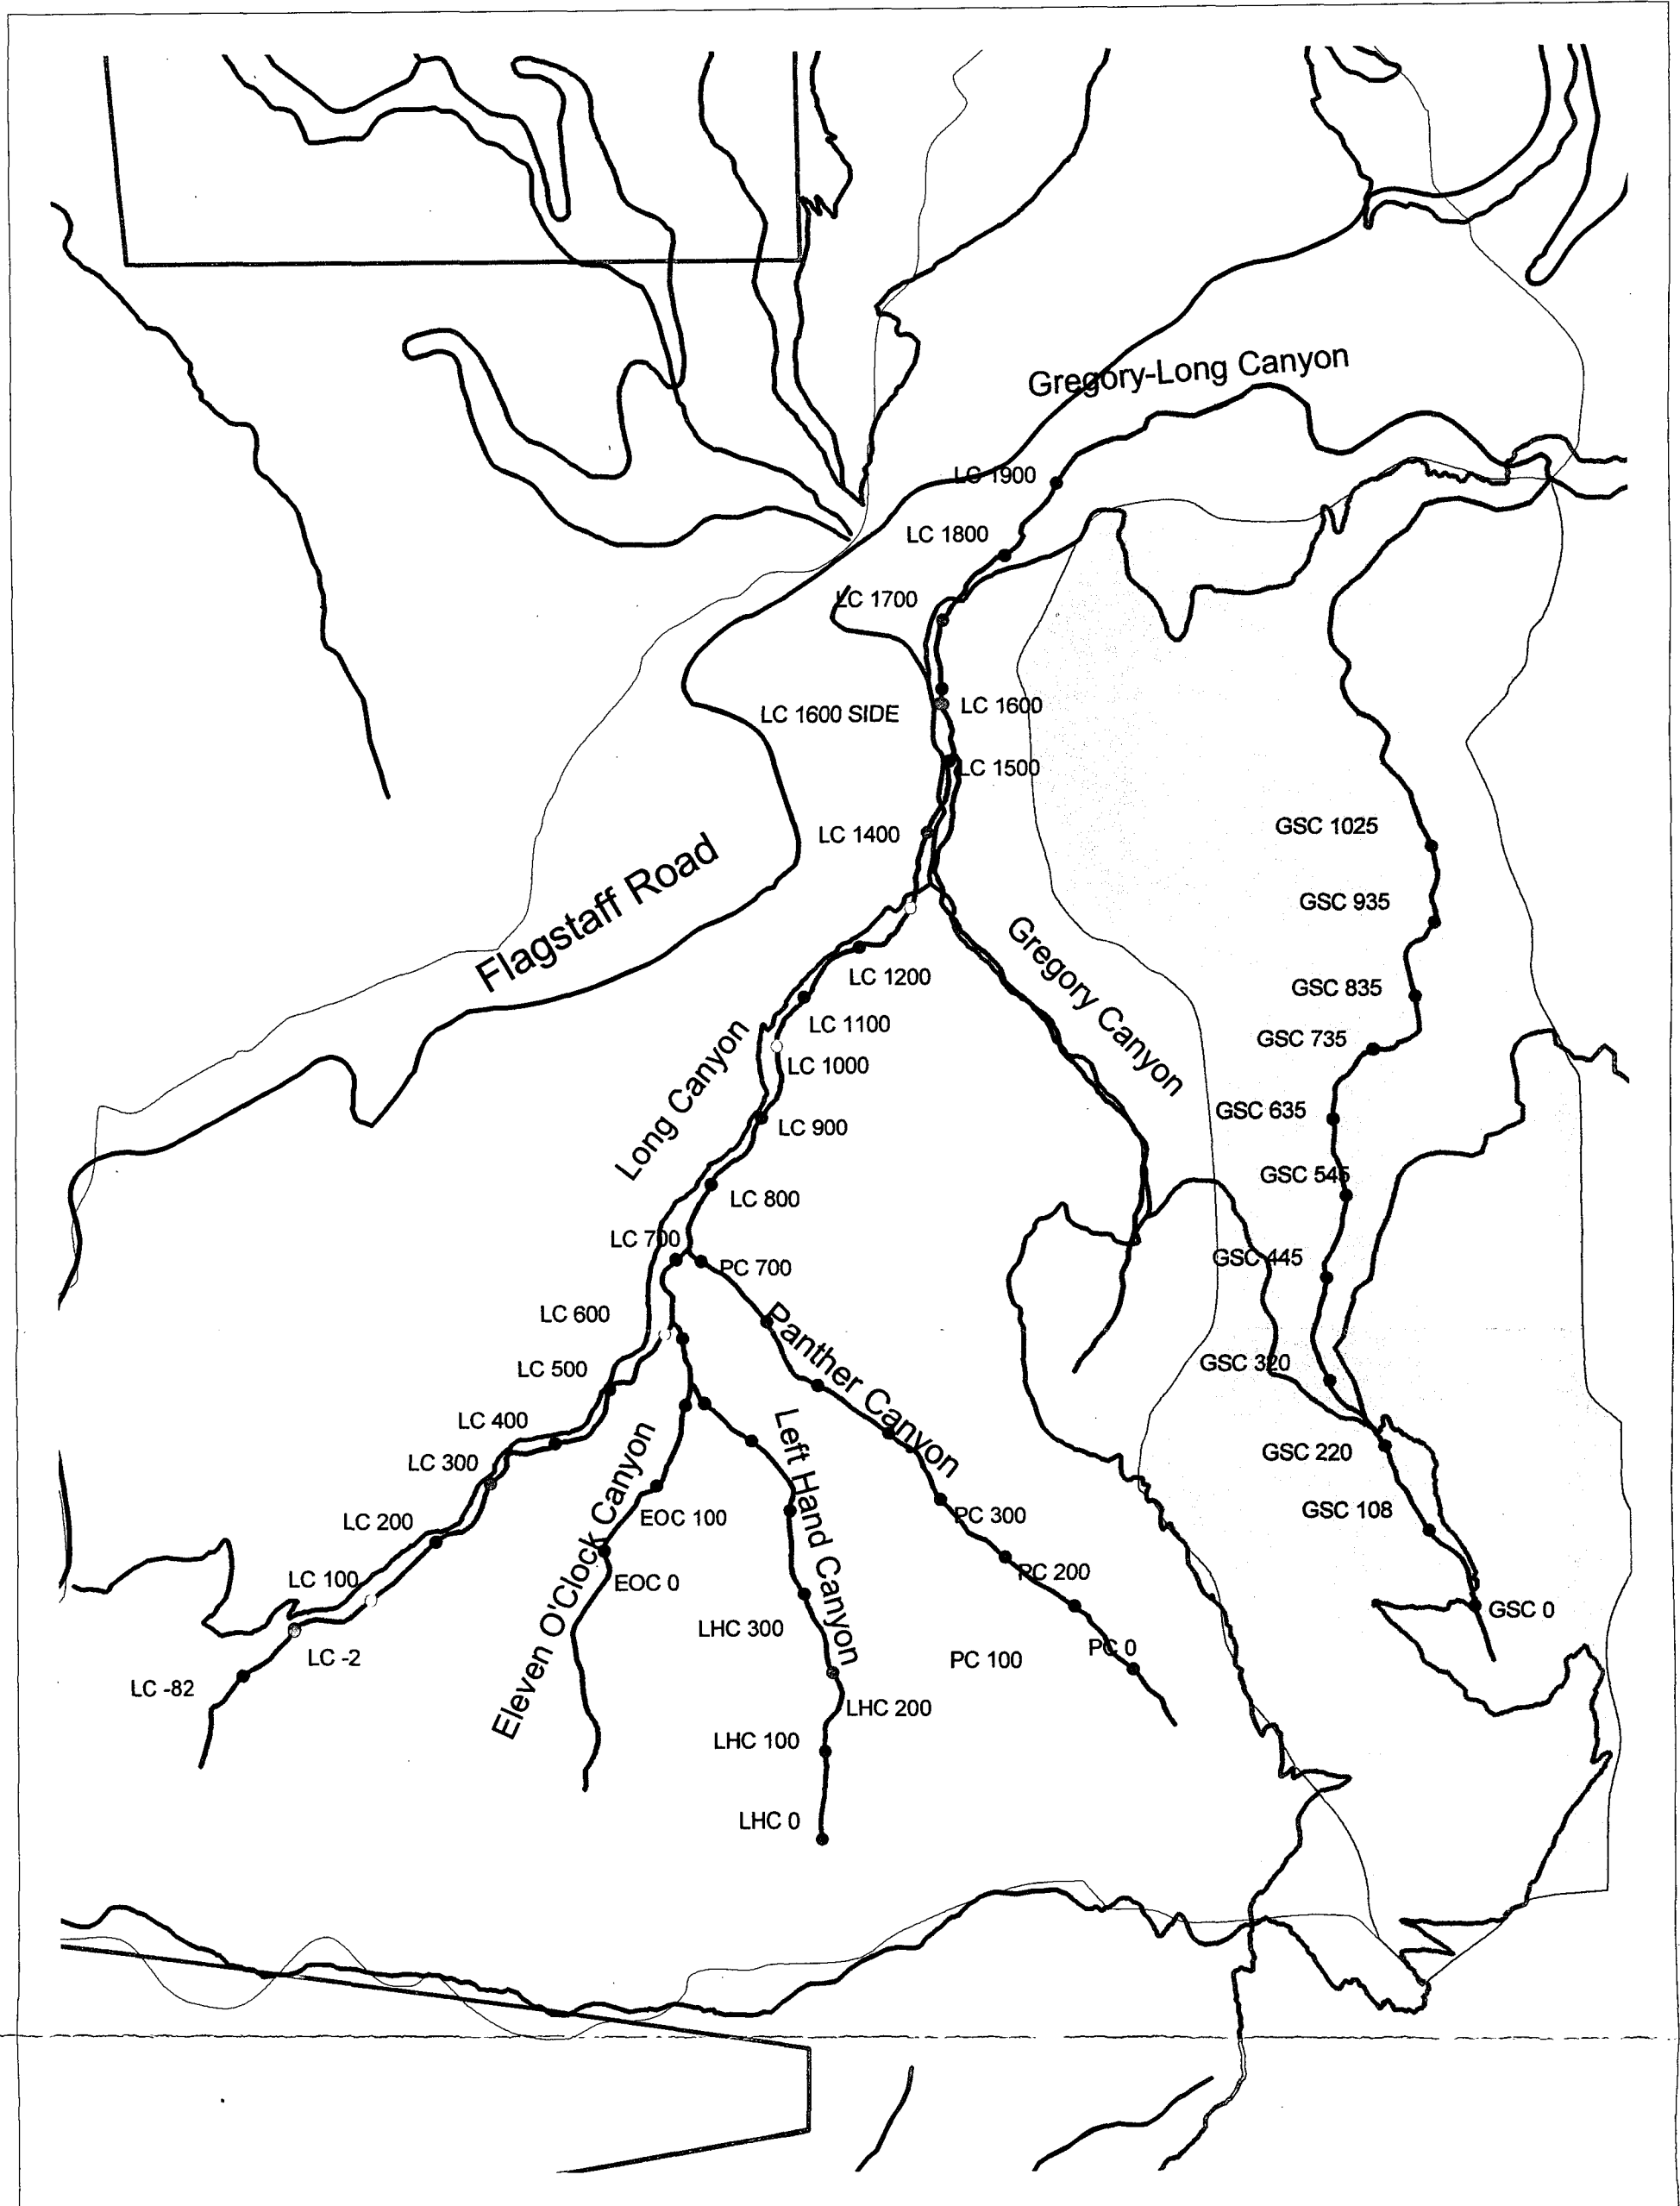 Gregory-Long Canyon
LC 1900
LC 1800
LC 1700
LC 1600 SIDE
LC 1600
LC 1500
LC 1400
GSC 1025
Flagstaff Road
GSC 935
Gregory Canyon
LC 1200
GSC 835
LC 1100
GSC 735
Long Canyon
LC 1000
GSC 635
LC 900
GSC 545
LC 800
LC 700
PC 700
GSC 445
LC 600
Panther Canyon
LC 500
GSC 320
LC 400
LC 300
GSC 220
Left Hand Canyon
Eleven O'Clock Canyon
EOC 100
PC 300
GSC 108
LC 200
LC 100
EOC 0
PC 200
GSC 0
LHC 300
PC 0
LC -2
PC 100
LC -82
LHC 200
LHC 100
LHC 0